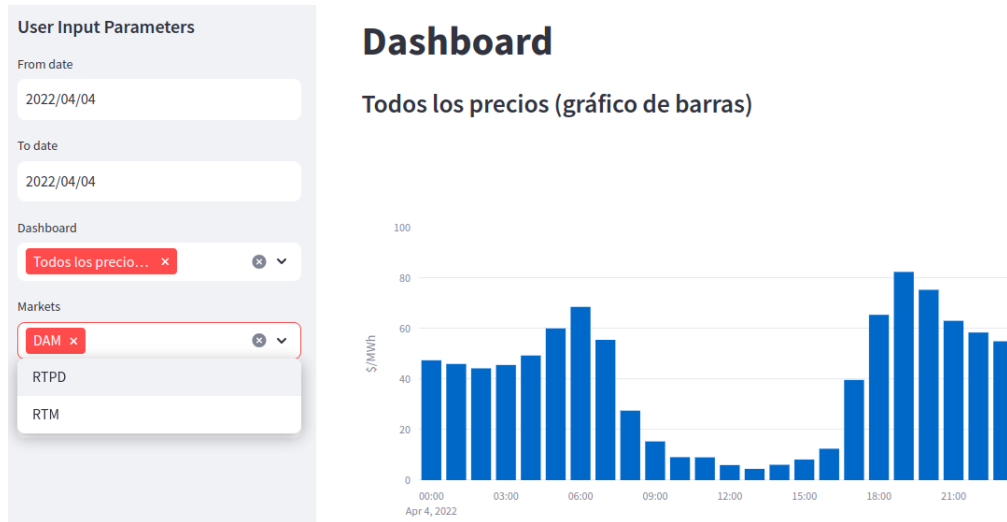 User Input Parameters
From date
2022/04/04
To date
2022/04/04
Dashboard
Todos los precio... ×
Markets
DAM ×
RTPD
RTM
Dashboard
Todos los precios (gráfico de barras)
$/MWh
100
80
60
40
20
0
00:00 03:00 06:00 09:00 12:00 15:00 18:00 21:00
Apr 4, 2022